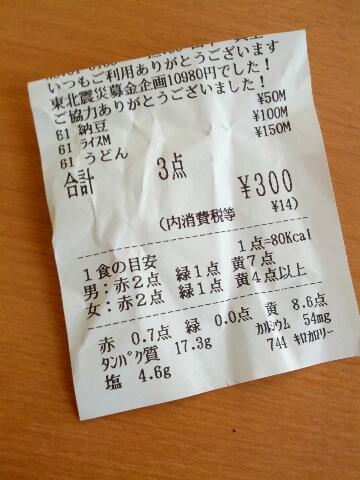 いつもご利用ありがとうございます
東北震災募金企画10980円でした!
ご協力ありがとうございました!
61 納豆 ¥50M
61 ライスM ¥100M
61 うどん ¥150M
合計 3点 ¥300
(内消費税等 ¥14)
1食の目安 1点=80Kcal
男:赤2点 緑1点 黄7点
女:赤2点 緑1点 黄4点以上
赤 0.7点 緑 0.0点 黄 8.6点
タンパク質 17.3g カルシウム 54mg
塩 4.6g 744 キロカロリー